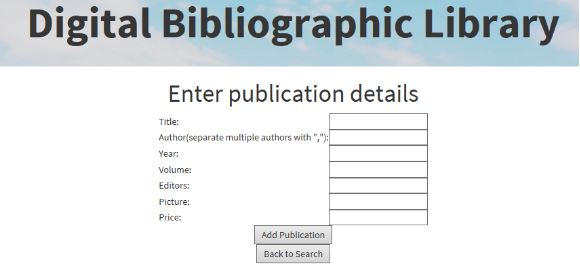 Digital Bibliographic Library
Enter publication details
Title:
Author(separate multiple authors with ","):
Year:
Volume:
Editors:
Picture:
Price:
Add Publication
Back to Search